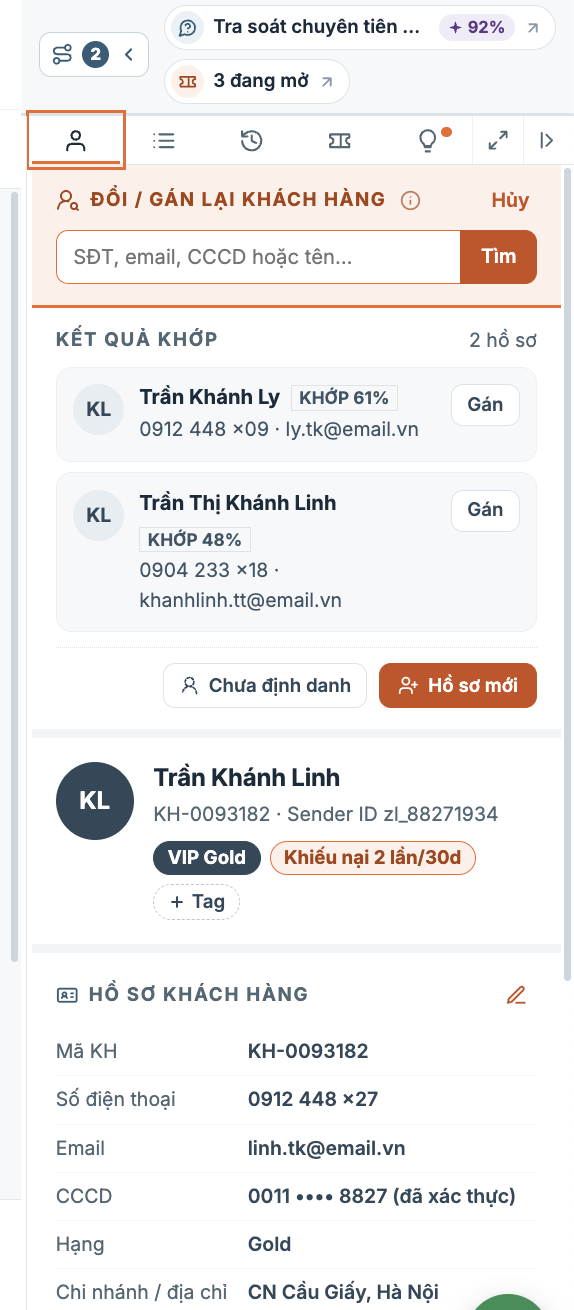 2
Tra soát chuyên tiên ...
92%
3 đang mở
ĐỔI / GÁN LẠI KHÁCH HÀNG
Hủy
SĐT, email, CCCD hoặc tên...
Tìm
KẾT QUẢ KHỚP
2 hồ sơ
KL
Trần Khánh Ly
KHỚP 61%
Gán
0912 448 ×09 · ly.tk@email.vn
KL
Trần Thị Khánh Linh
Gán
KHỚP 48%
0904 233 ×18 ·
khanhlinh.tt@email.vn
Chưa định danh
Hồ sơ mới
KL
Trần Khánh Linh
KH-0093182 · Sender ID zl_88271934
VIP Gold
Khiếu nại 2 lần/30d
+ Tag
HỒ SƠ KHÁCH HÀNG
Mã KH
KH-0093182
Số điện thoại
0912 448 ×27
Email
linh.tk@email.vn
CCCD
0011 •••• 8827 (đã xác thực)
Hạng
Gold
Chi nhánh / địa chỉ
CN Cầu Giấy, Hà Nội